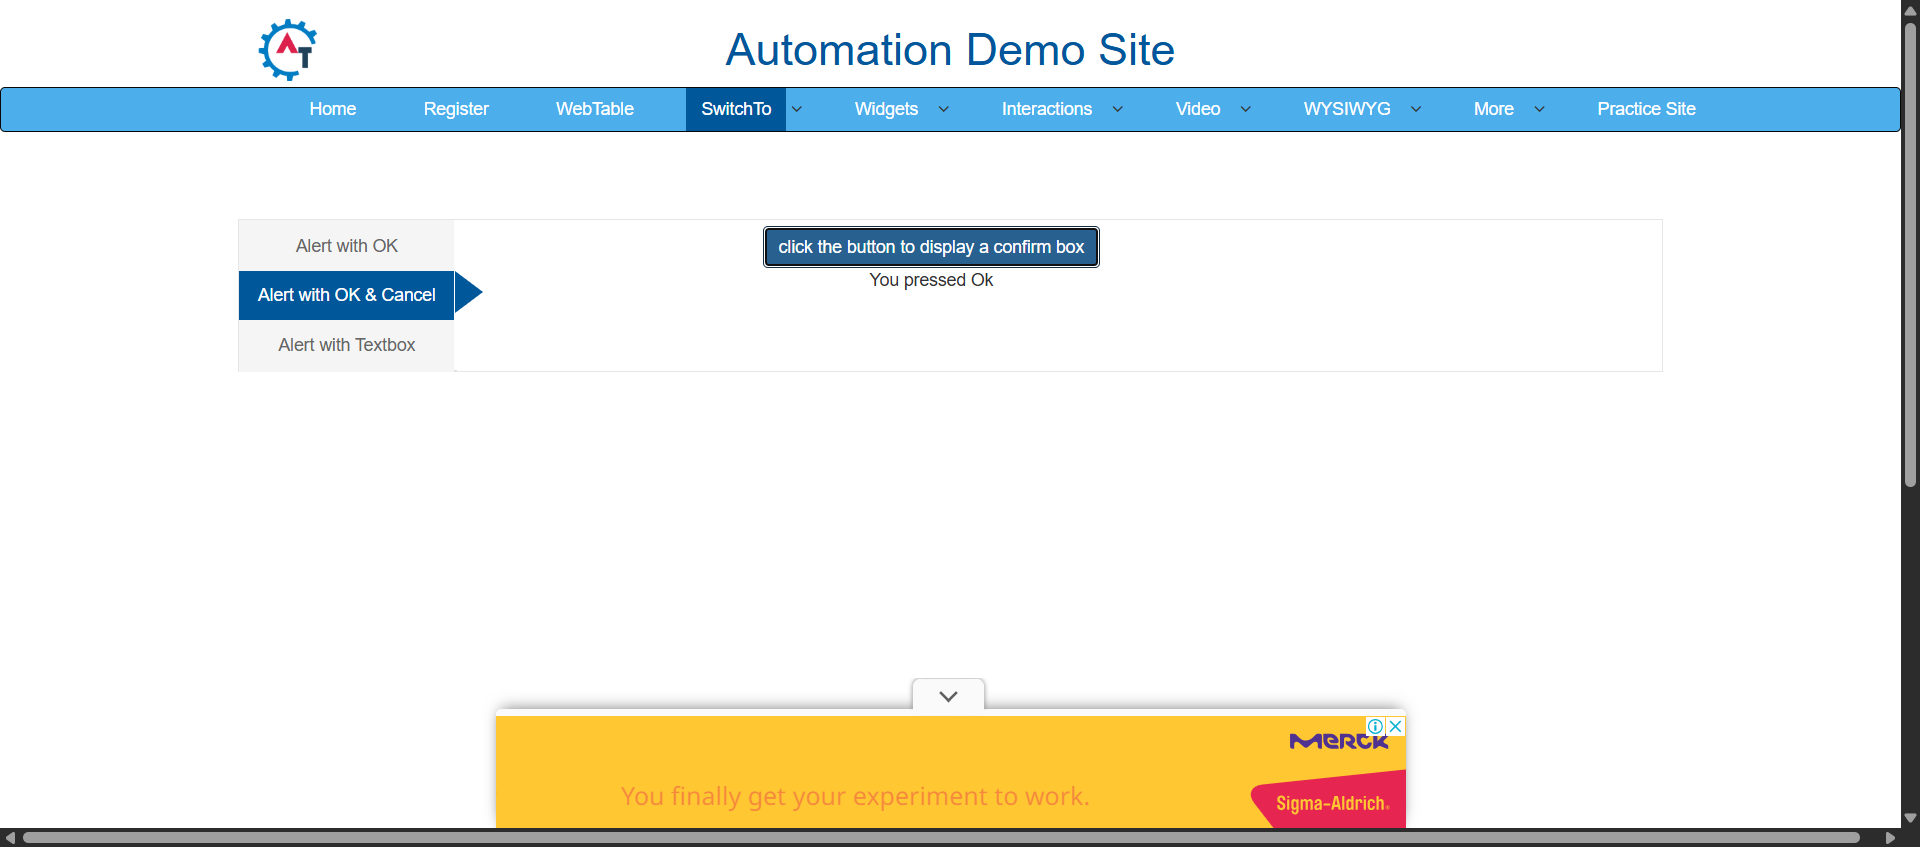 AT
Automation Demo Site
Home Register WebTable SwitchTo Widgets Interactions Video WYSIWYG More Practice Site
Alert with OK
Alert with OK & Cancel
Alert with Textbox
click the button to display a confirm box
You pressed Ok
MERCK
You finally get your experiment to work.
Sigma-Aldrich®